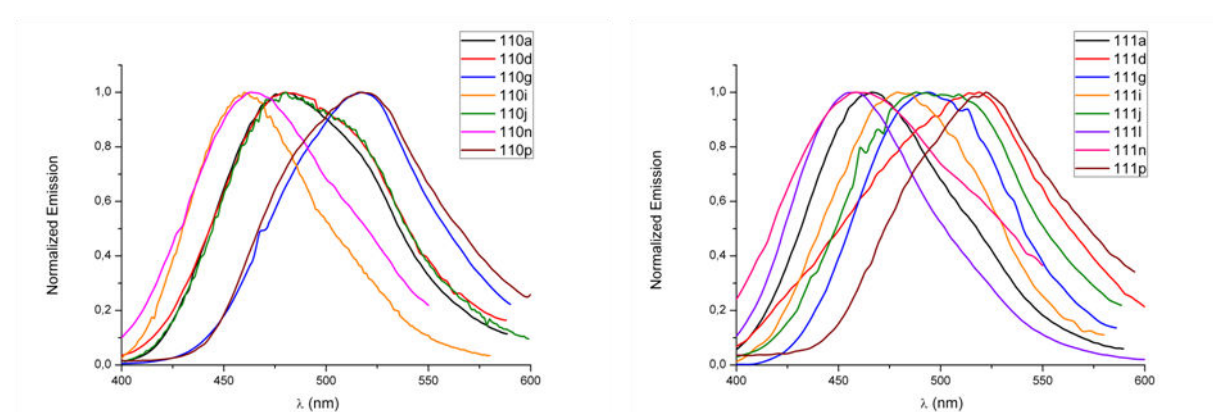 110a
110d
110g
110i
110j
110n
110p
1,0
0,8
0,6
0,4
0,2
0,0
Normalized Emission
400
450
500
550
600
λ (nm)
111a
111d
111g
111i
111j
111l
111n
111p
1,0
0,8
0,6
0,4
0,2
0,0
Normalized Emission
400
450
500
550
600
λ (nm)